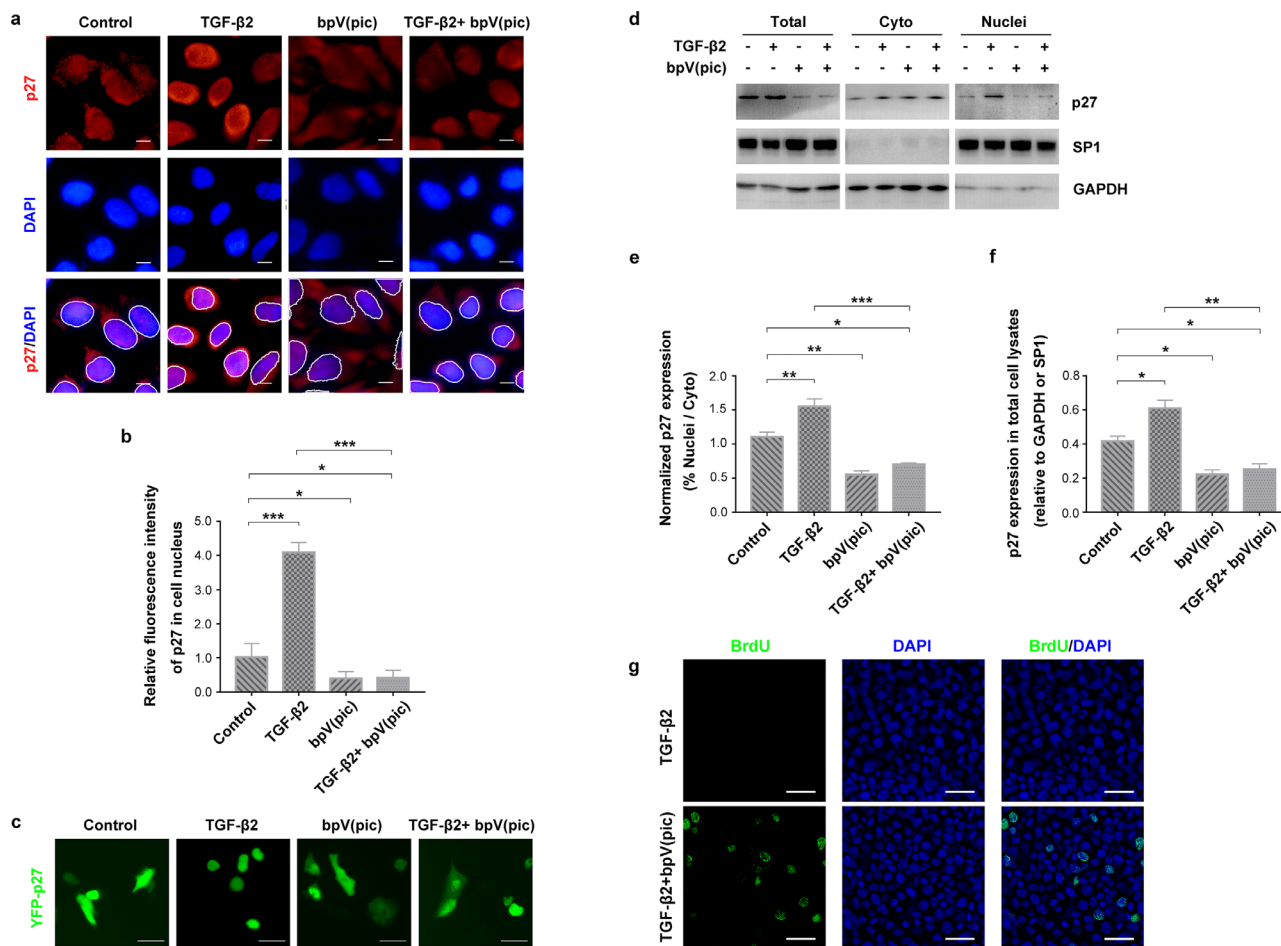 a
Control TGF-β2 bpV(pic) TGF-β2+ bpV(pic)
p27
DAPI
p27/DAPI
b
Relative fluorescence intensity
of p27 in cell nucleus
***
*
*
***
5.0
4.0
3.0
2.0
1.0
0.0
Control TGF-β2 bpV(pic) TGF-β2+ bpV(pic)
c
Control TGF-β2 bpV(pic) TGF-β2+ bpV(pic)
YFP-p27
d
Total Cyto Nuclei
TGF-β2 - + - + - + - + - + - +
bpV(pic) - - + + - - + + - - + +
p27
SP1
GAPDH
e
Normalized p27 expression
(% Nuclei / Cyto)
***
*
**
**
2.0
1.5
1.0
0.5
0.0
Control TGF-β2 bpV(pic) TGF-β2+ bpV(pic)
f
p27 expression in total cell lysates
(relative to GAPDH or SP1)
**
*
*
*
0.8
0.6
0.4
0.2
0.0
Control TGF-β2 bpV(pic) TGF-β2+ bpV(pic)
g
BrdU DAPI BrdU/DAPI
TGF-β2
TGF-β2+bpV(pic)